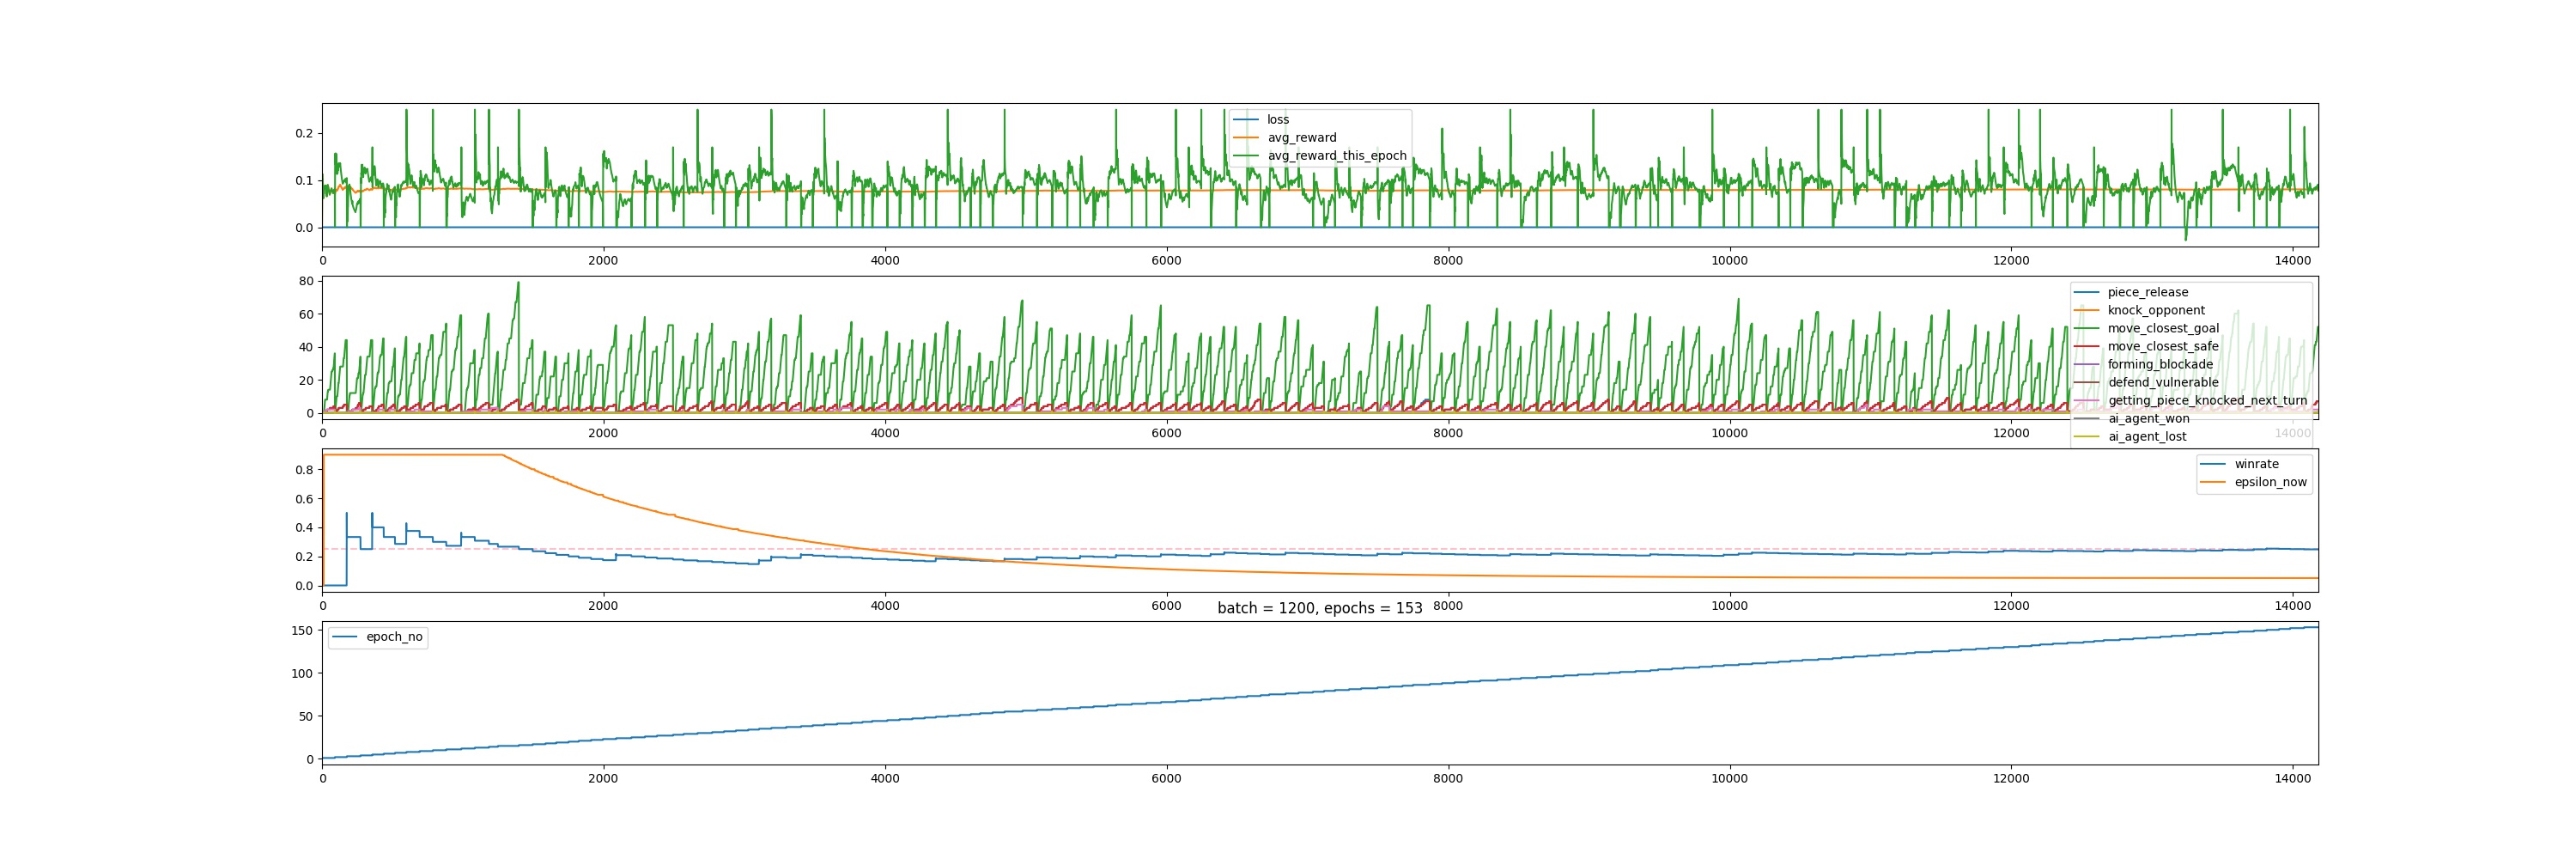 loss
avg_reward
avg_reward_this_epoch
0.2
0.1
0.0
0 2000 4000 6000 8000 10000 12000 14000
piece_release
knock_opponent
move_closest_goal
move_closest_safe
forming_blockade
defend_vulnerable
getting_piece_knocked_next_turn
ai_agent_won
ai_agent_lost
80
60
40
20
0
0 2000 4000 6000 8000 10000 12000 14000
winrate
epsilon_now
0.8
0.6
0.4
0.2
0.0
0 2000 4000 6000 8000 10000 12000 14000
batch = 1200, epochs = 153
epoch_no
150
100
50
0
0 2000 4000 6000 8000 10000 12000 14000